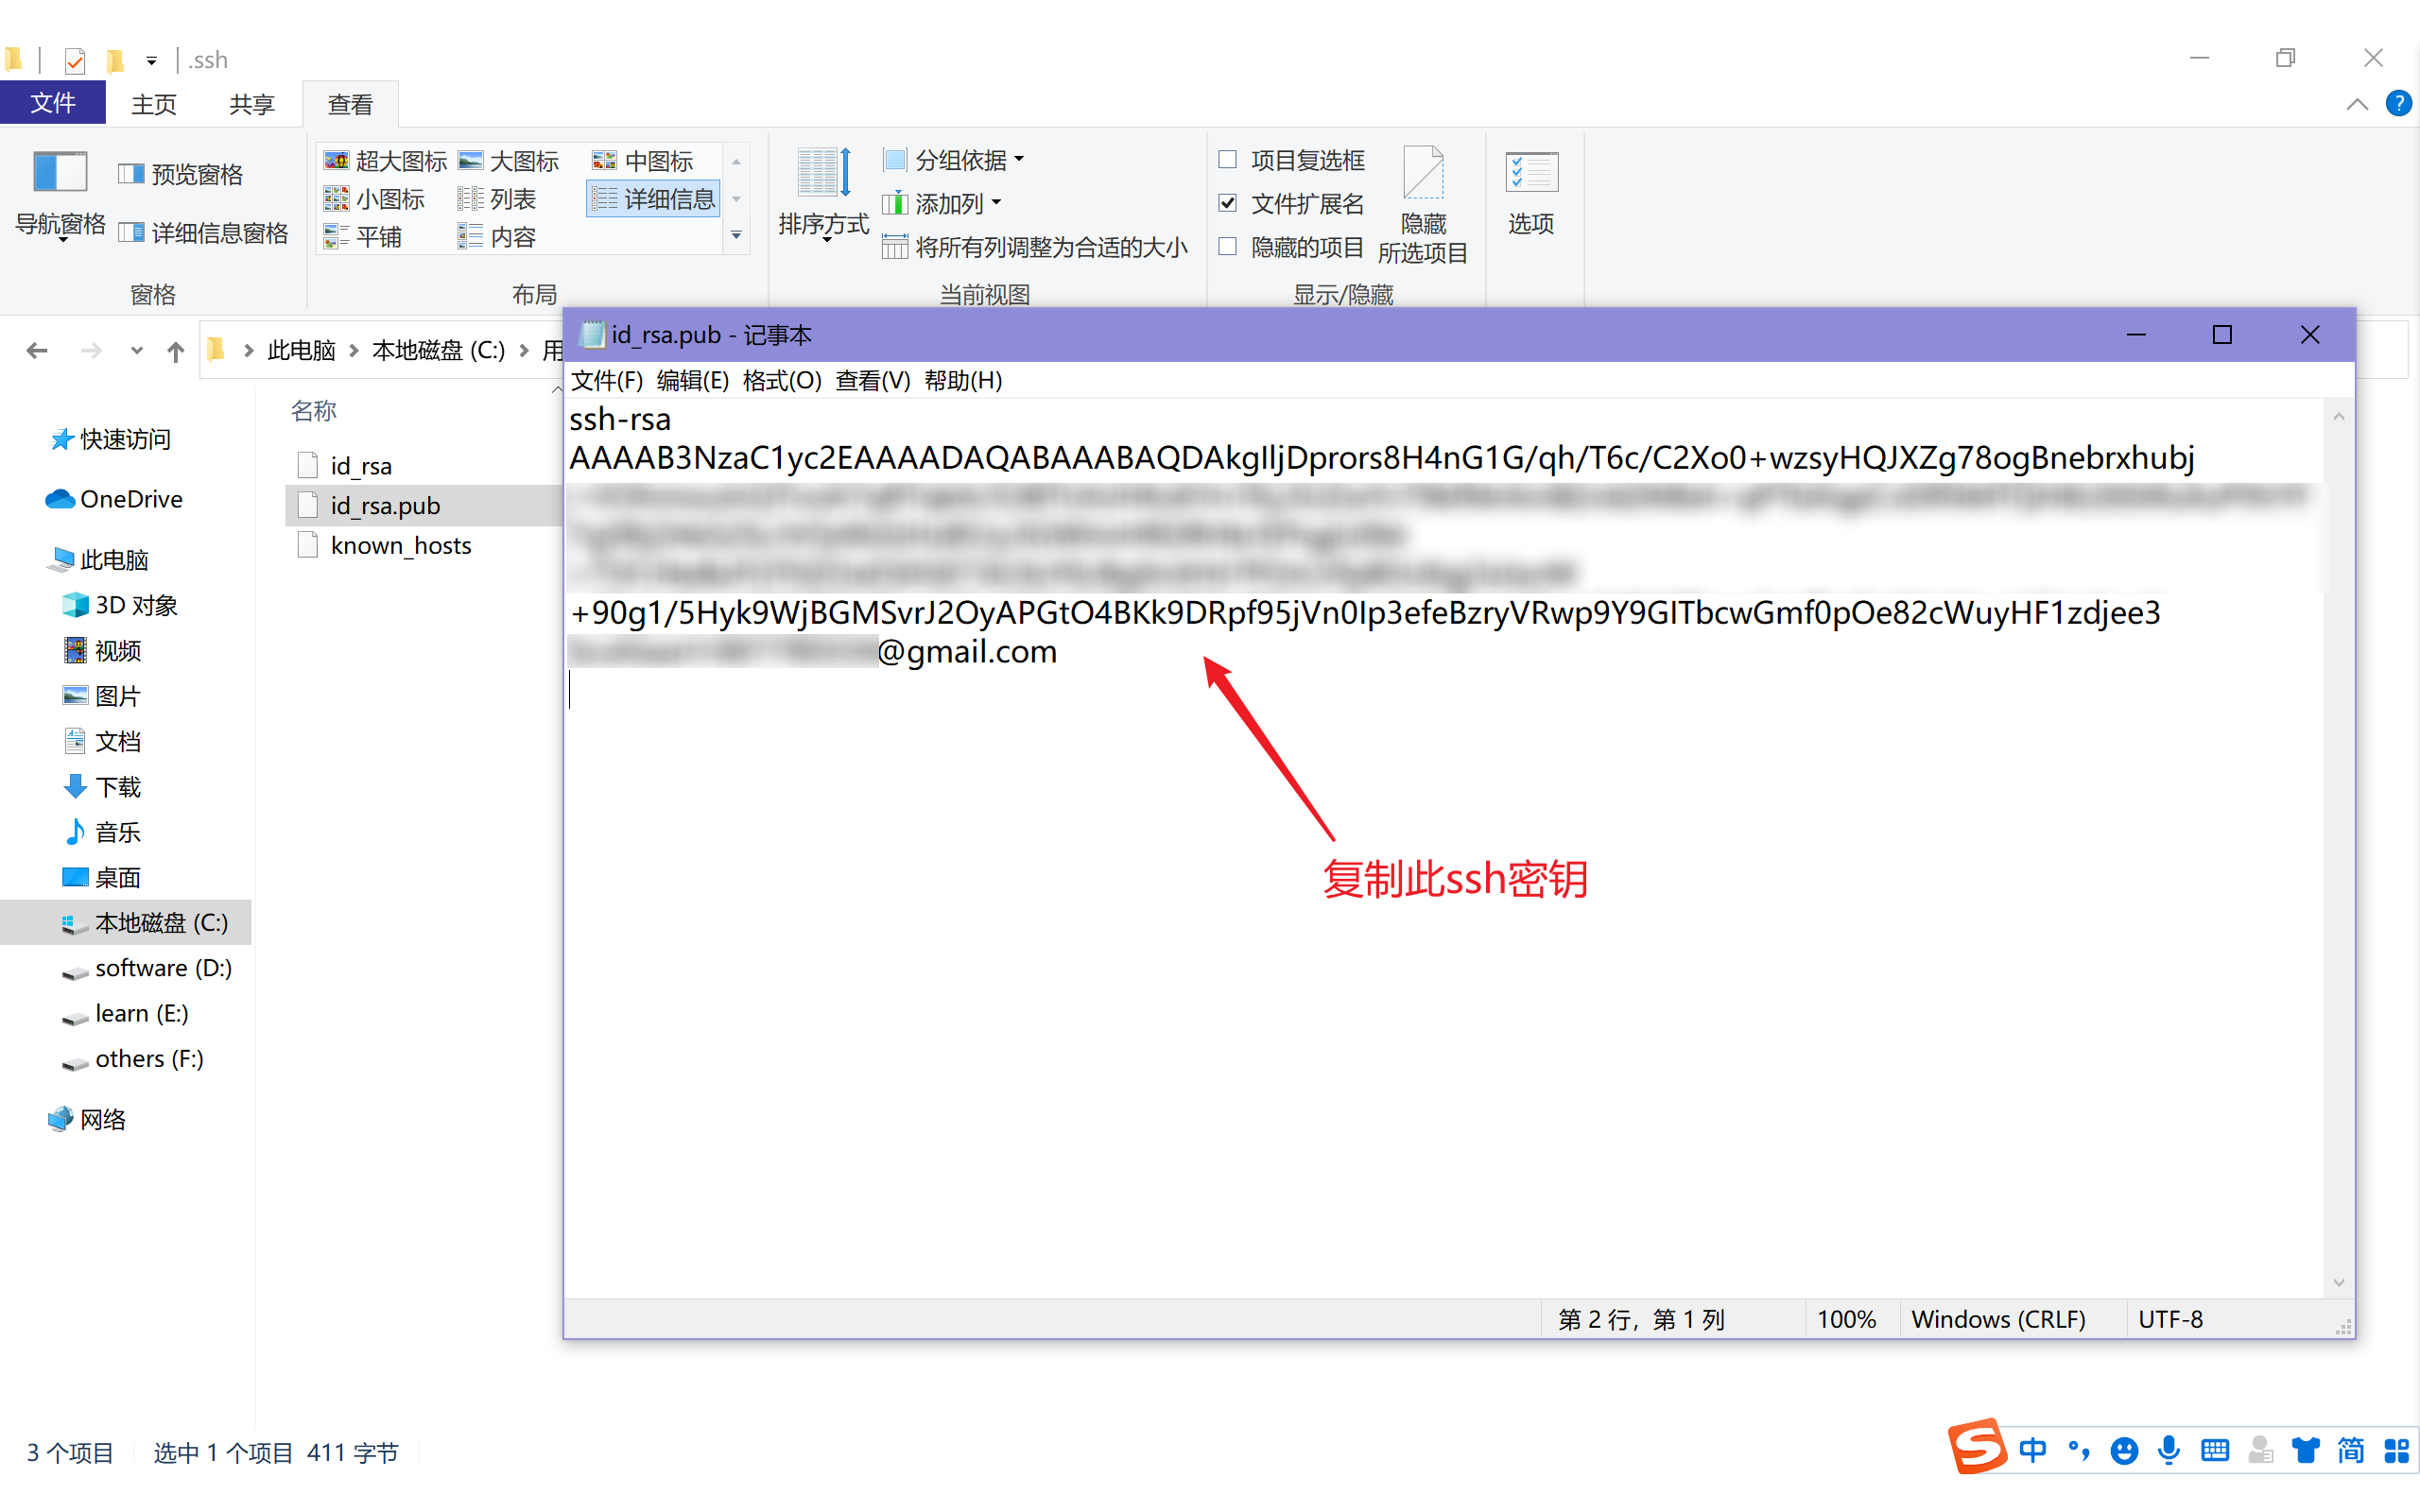 .ssh
文件 主页 共享 查看
导航窗格 预览窗格 详细信息窗格
超大图标 大图标 中图标
小图标 列表 详细信息
平铺 内容
排序方式 分组依据 添加列 将所有列调整为合适的大小
项目复选框 文件扩展名 隐藏的项目
隐藏
所选项目
选项
窗格 布局 当前视图 显示/隐藏
此电脑 本地磁盘 (C:)
id_rsa.pub - 记事本
文件(F) 编辑(E) 格式(O) 查看(V) 帮助(H)
ssh-rsa
AAAAB3NzaC1yc2EAAAADAQABAAABAQDAkgIljDprors8H4nG1G/qh/T6c/C2Xo0+wzsyHQJXZg78ogBnebrxhubj
+90g1/5Hyk9WjBGMSvrJ2OyAPGtO4BKk9DRpf95jVn0Ip3efeBzryVRwp9Y9GITbcwGmf0pOe82cWuyHF1zdjee3
@gmail.com
复制此ssh密钥
第 2 行，第 1 列 100% Windows (CRLF) UTF-8
名称
id_rsa
id_rsa.pub
known_hosts
快速访问
OneDrive
此电脑
3D 对象
视频
图片
文档
下载
音乐
桌面
本地磁盘 (C:)
software (D:)
learn (E:)
others (F:)
网络
3 个项目 选中 1 个项目 411 字节
中 简